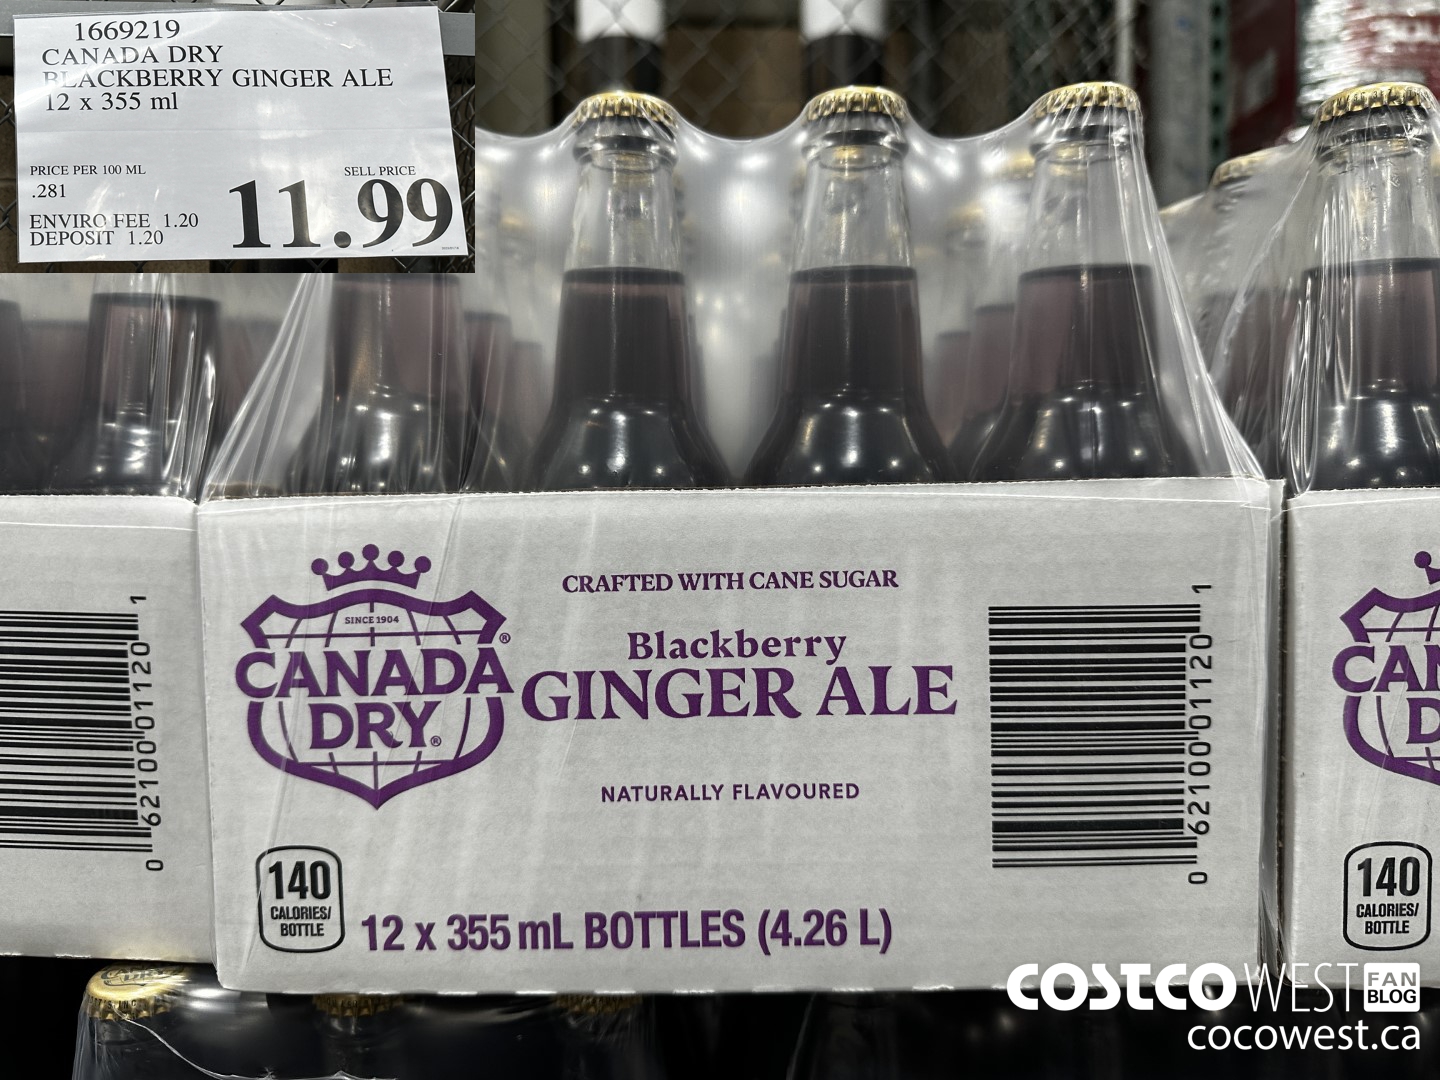 1669219
CANADA DRY
BLACKBERRY GINGER ALE
12 x 355 ml
PRICE PER 100 ML
.281
SELL PRICE
11.99
ENVIRO FEE 1.20
DEPOSIT 1.20
CRAFTED WITH CANE SUGAR
SINCE 1904
CANADA
DRY®
®
Blackberry
GINGER ALE
NATURALLY FLAVOURED
140
CALORIES/
BOTTLE
12 x 355 mL BOTTLES (4.26 L)
0 62100 01120 1
0 62100 01120 1
CAN
D
140
CALORIES/
BOTTLE
COSTCO WEST FAN
BLOG
cocowest.ca